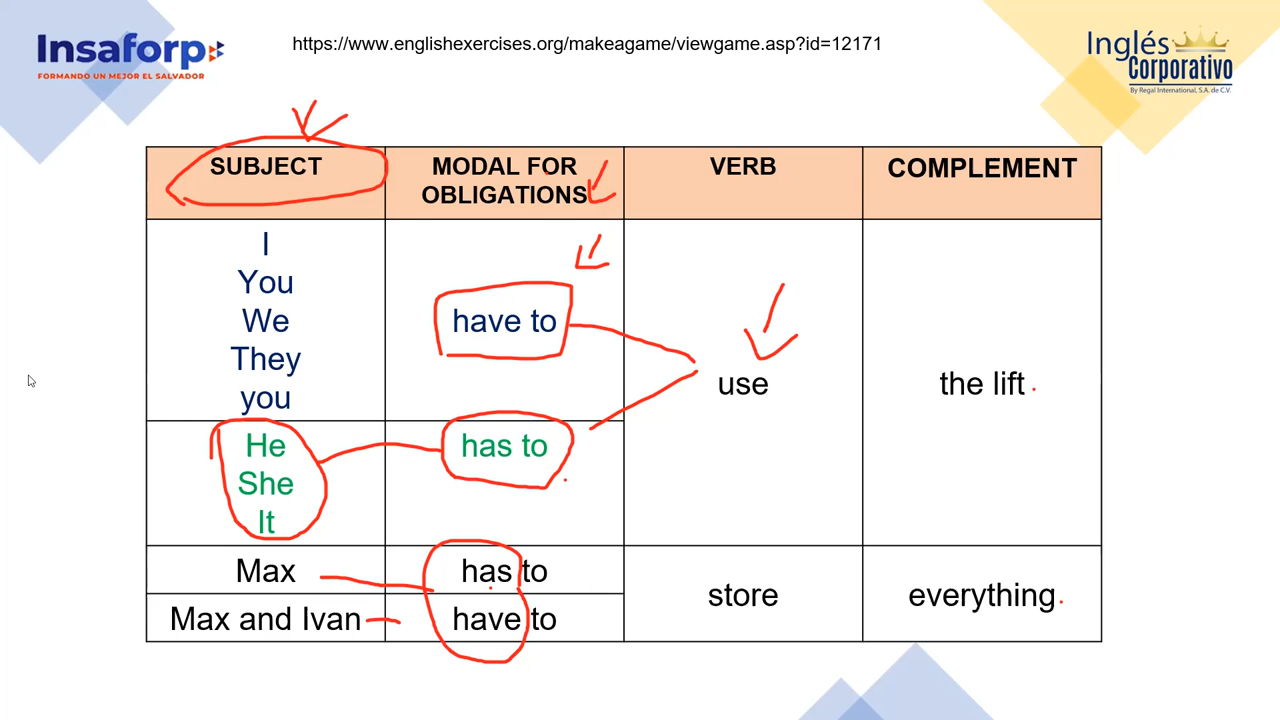 Insaforp
FORMANDO UN MEJOR EL SALVADOR
https://www.englishexercises.org/makeagame/viewgame.asp?id=12171
Inglés
Corporativo
By Regal International, S.A. de C.V.
SUBJECT
MODAL FOR
OBLIGATIONS
VERB
COMPLEMENT
I
You
We
They
you
have to
use
the lift
He
She
It
has to
Max
has to
store
everything
Max and Ivan
have to